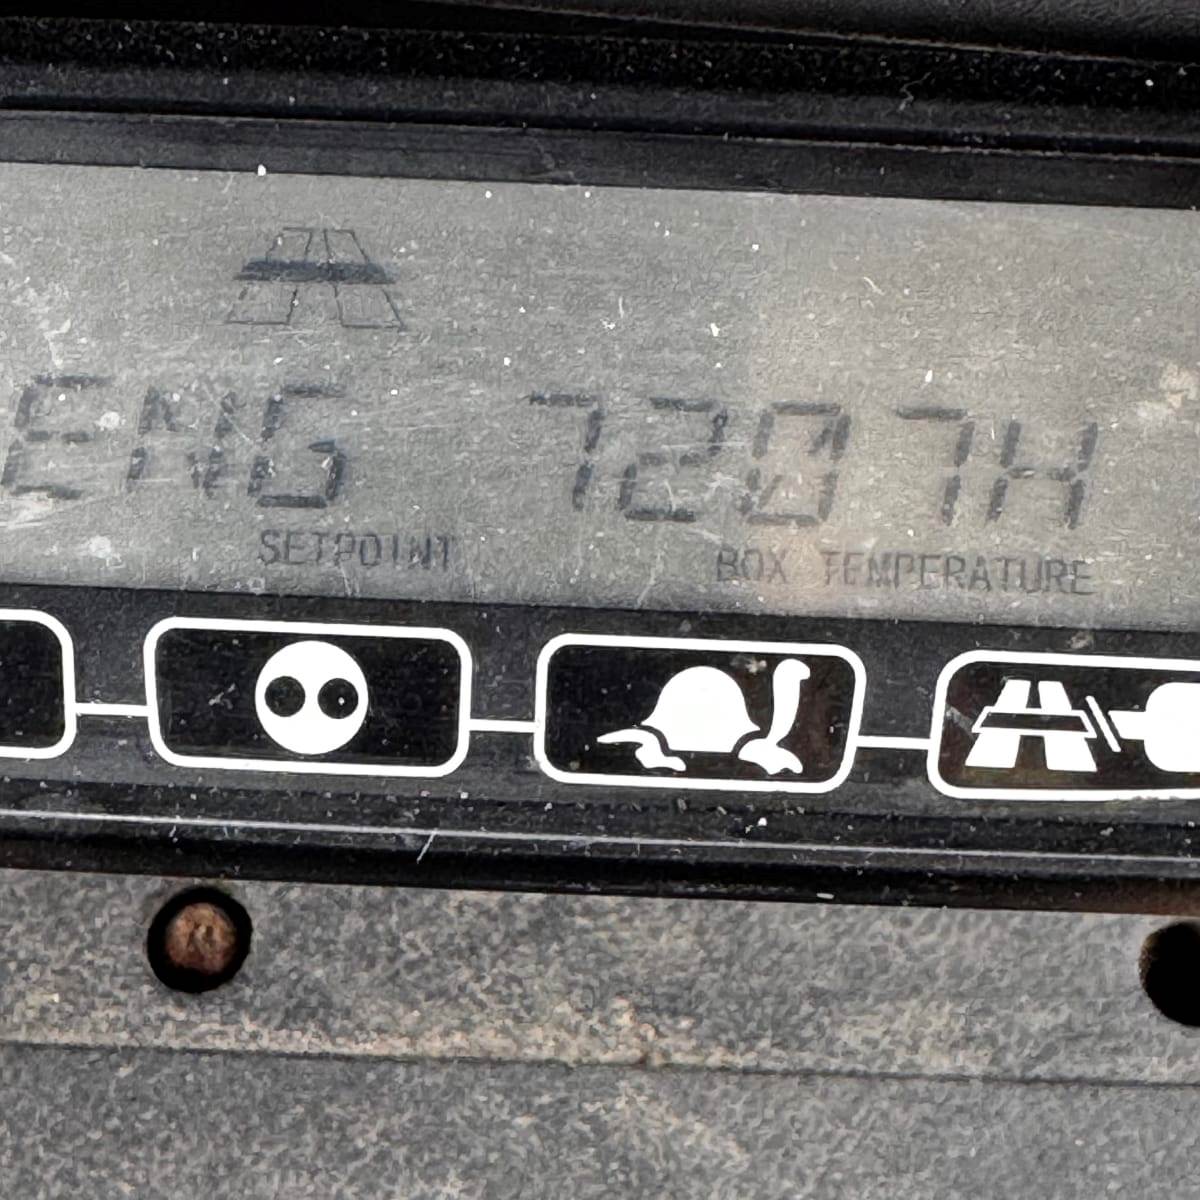 ENG 7207H
SETPOINT BOX TEMPERATURE